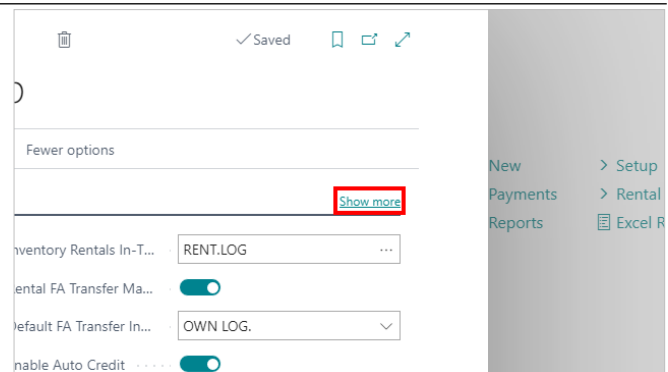 Saved
Fewer options
New
> Setup
Payments
> Rental
Reports
Excel R
Show more
nventory Rentals In-T... RENT.LOG ...
ental FA Transfer Ma...
efault FA Transfer In... OWN LOG.
nable Auto Credit